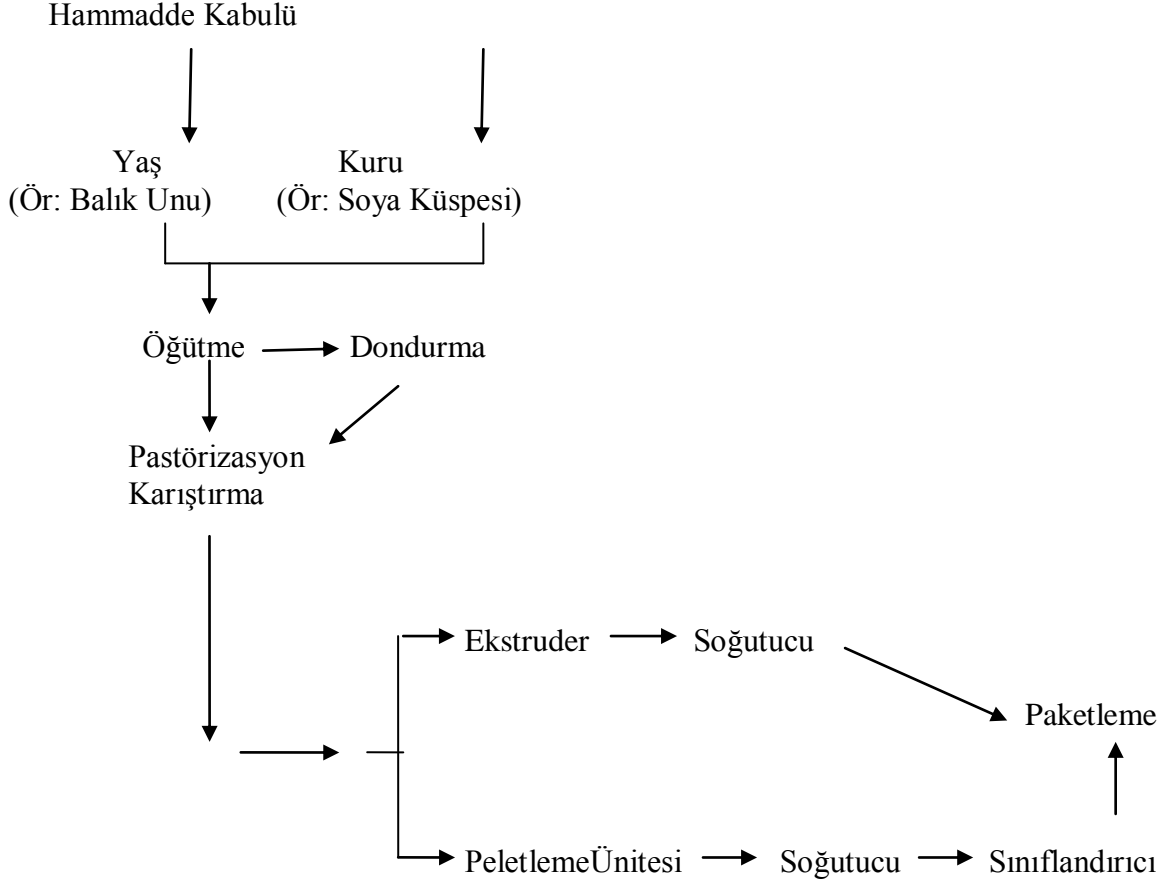 Hammadde Kabulü
Yaş
(Ör: Balık Unu)
Kuru
(Ör: Soya Küspesi)
Öğütme
Dondurma
Pastörizasyon
Karıştırma
Ekstruder
Soğutucu
Paketleme
PeletlemeÜnitesi
Soğutucu
Sınıflandırıcı